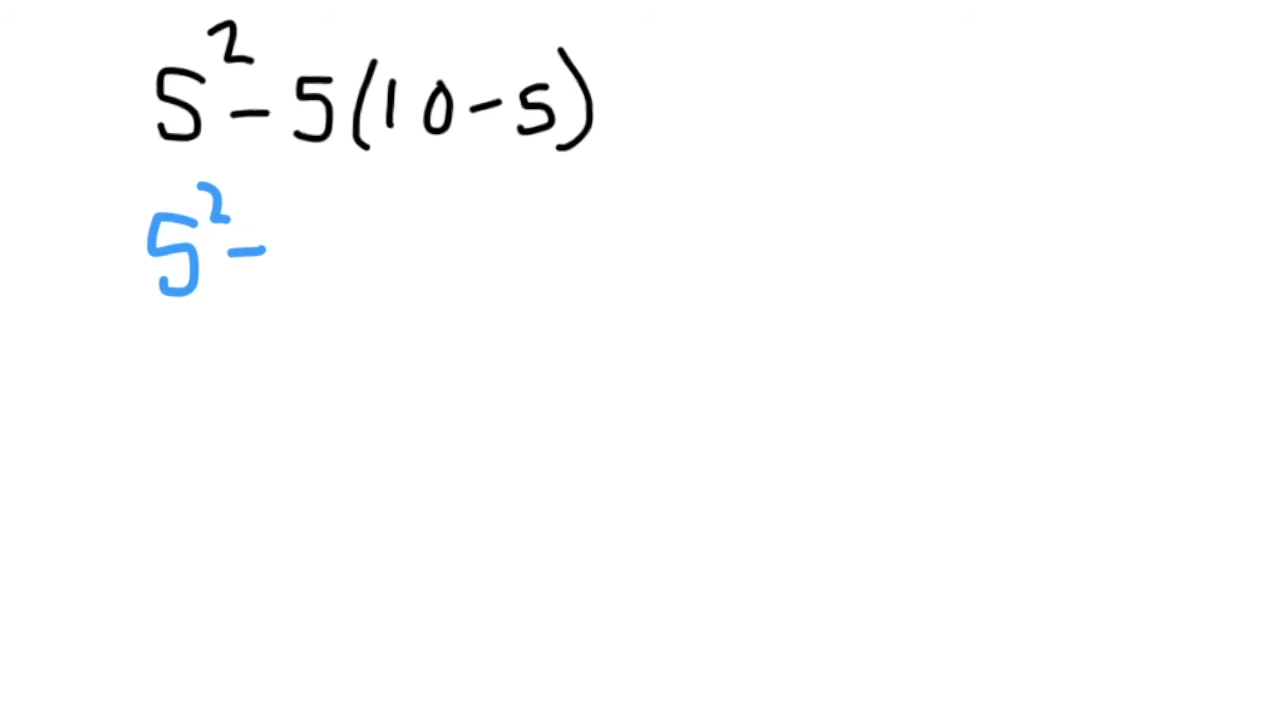 5² - 5(10-5)
5² -